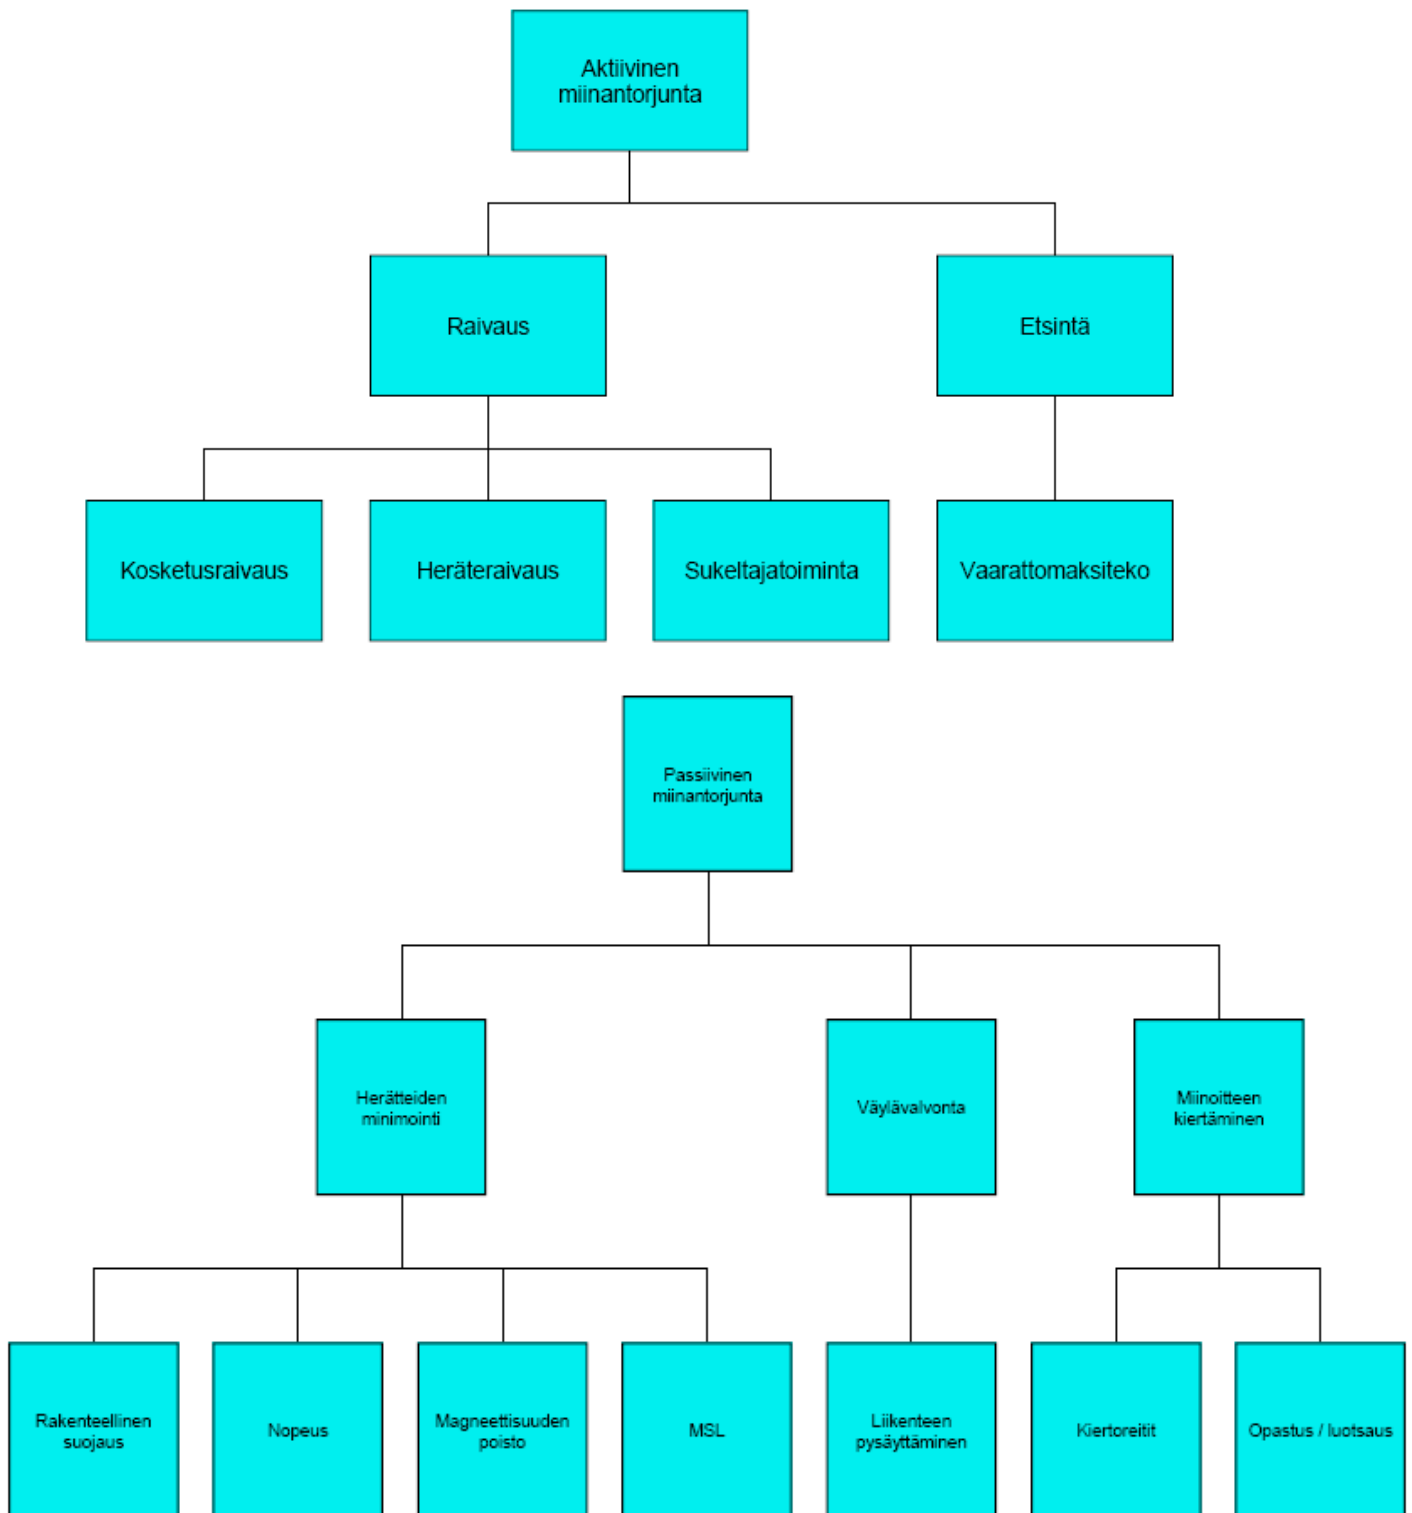 Aktiivinen
miinantorjunta
Raivaus
Etsintä
Kosketusraivaus
Heräteraivaus
Sukeltajatoiminta
Vaarattomaksiteko
Passiivinen
miinantorjunta
Herätteiden
minimointi
Väylävalvonta
Miinoitteen
kiertäminen
Rakenteellinen
suojaus
Nopeus
Magneettisuuden
poisto
MSL
Liikenteen
pysäyttäminen
Kiertoreitit
Opastus / luotsaus